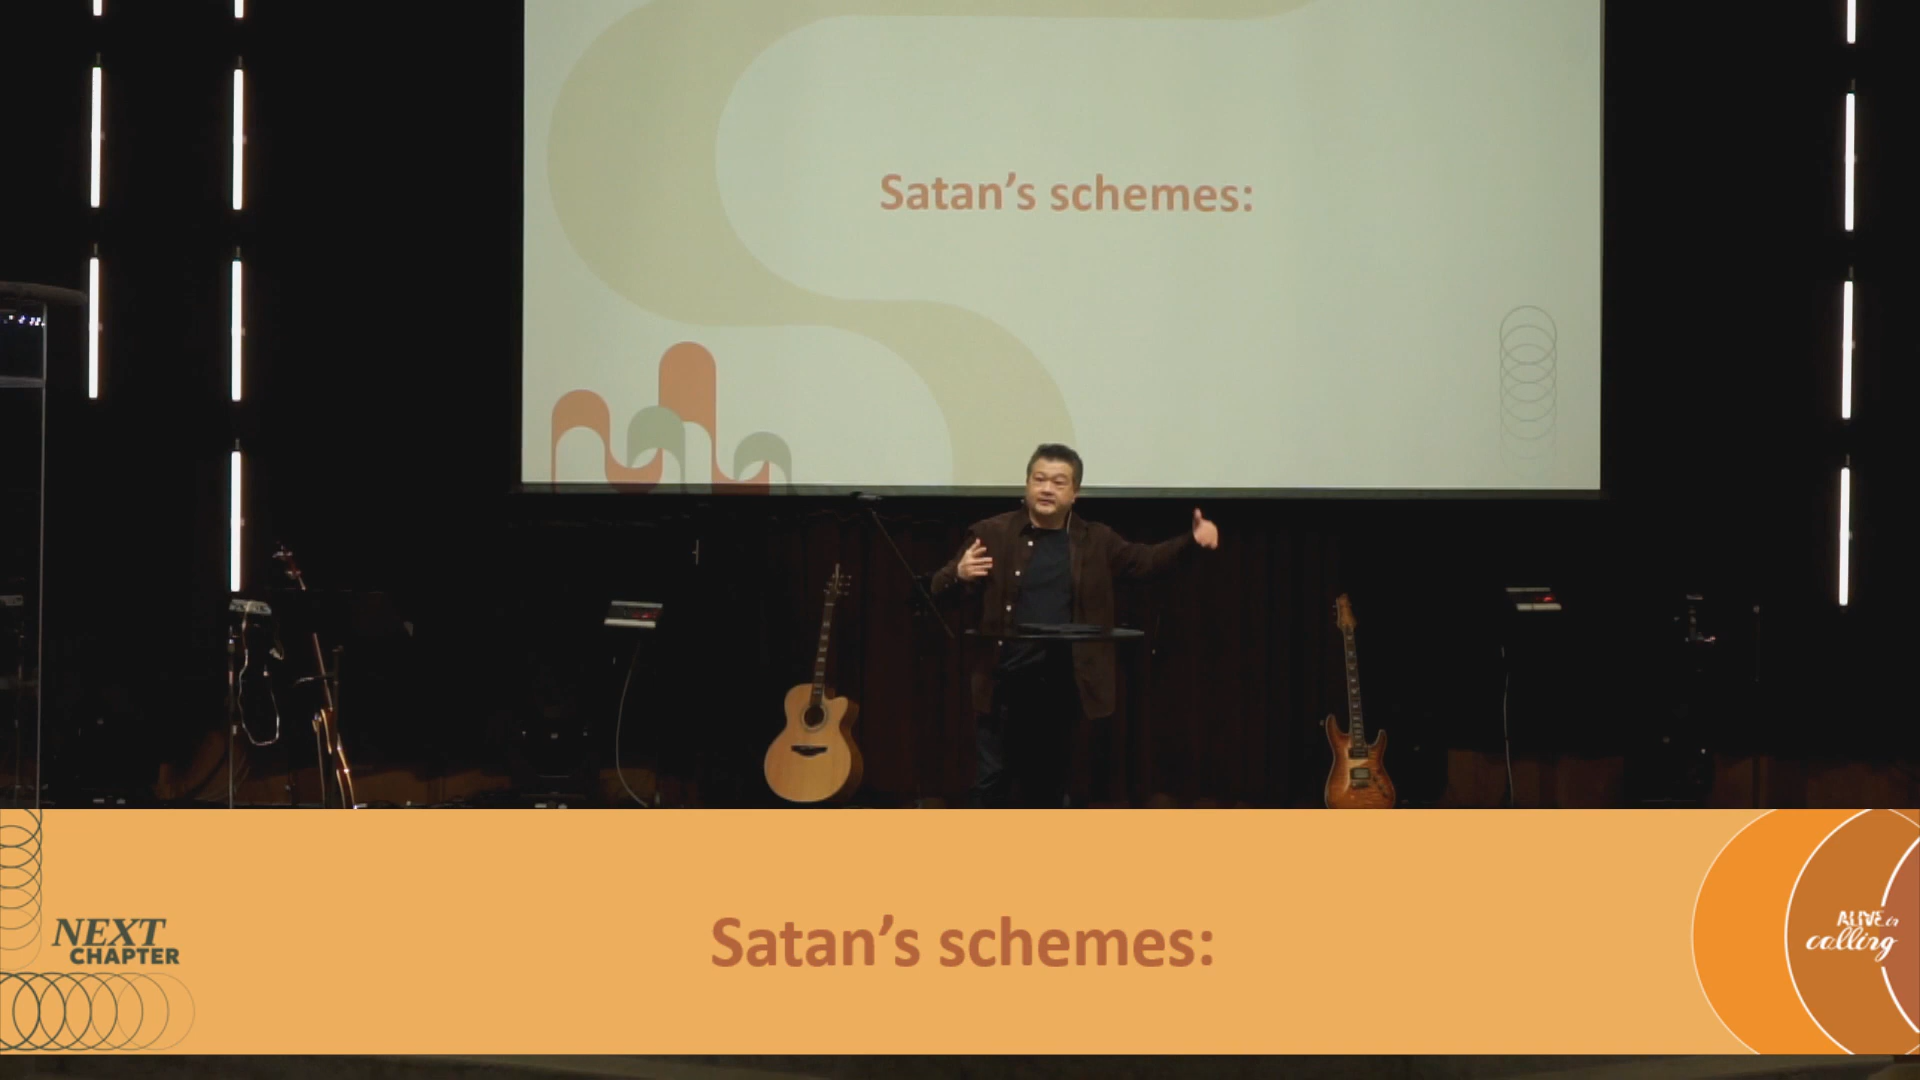 Satan’s schemes:
NEXT
CHAPTER
Satan’s schemes:
ALIVE in
calling